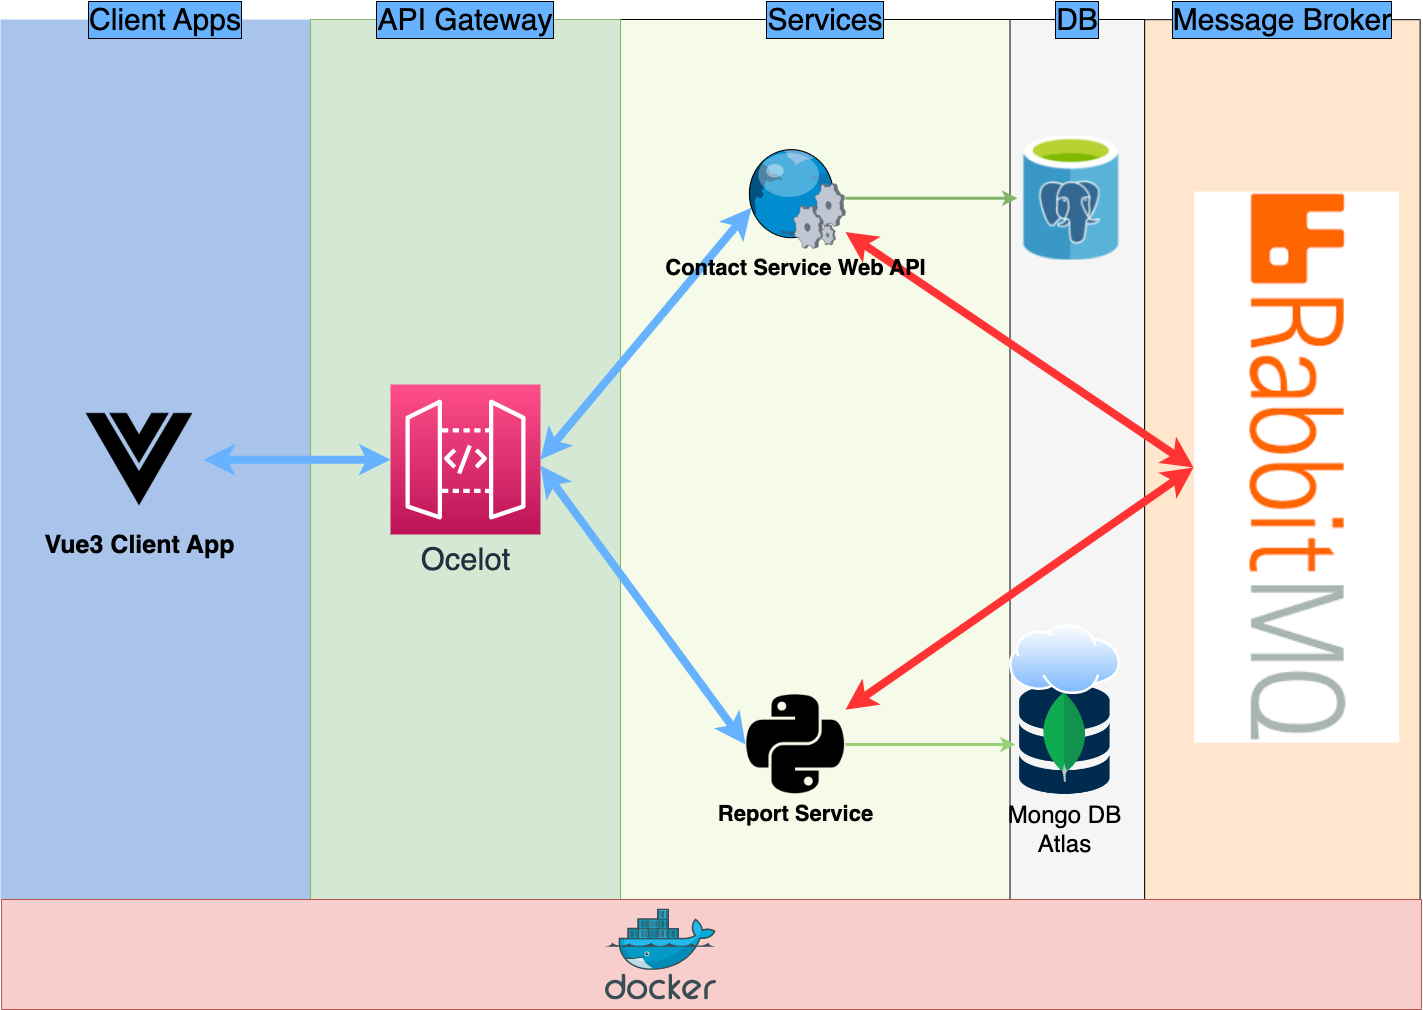 Client Apps
API Gateway
Services
DB
Message Broker
Contact Service Web API
</>
Vue3 Client App
Ocelot
RabbitMQ
Report Service
Mongo DB
Atlas
docker